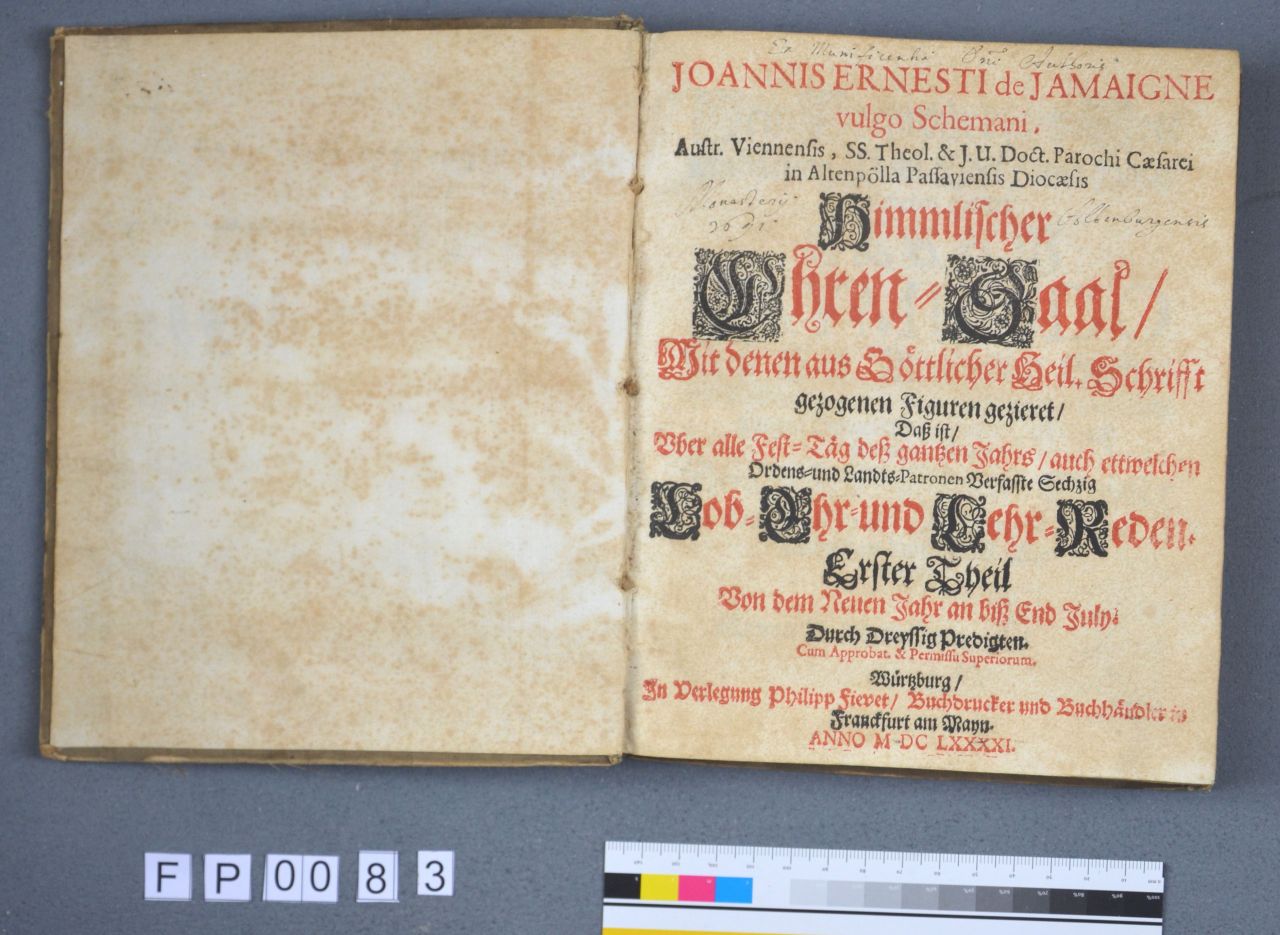 Ex Munificentia Dni Authoris
JOANNIS ERNESTI de JAMAIGNE
vulgo Schemani,
Auſtr. Viennenſis, SS. Theol. & J. U. Doct. Parochi Cæſarei
in Altenpölla Paſſavienſis Diocæſis
Monasterij Altenburgensis
1691.
Himmliſcher
Ehren-Saal/
Mit denen aus Göttlicher Heil. Schrifft
gezogenen Figuren gezieret/
Daß iſt/
Vber alle Feſt-Täg deß gantzen Jahrs/ auch ettwelchen
Ordens- und Landts-Patronen Verfaſſte Sechzig
Lob-Ehr-und Lehr-Reden.
Erſter Theil
Von dem Neuen Jahr an biß End July.
Durch Dreyſſig Predigten.
Cum Approbat. & Permiſſu Superiorum.
Würtzburg/
In Verlegung Philipp Fievet/ Buchdrucker und Buchhändler in
Franckfurt am Mayn.
ANNO M-DC LXXXXI.
FP0083